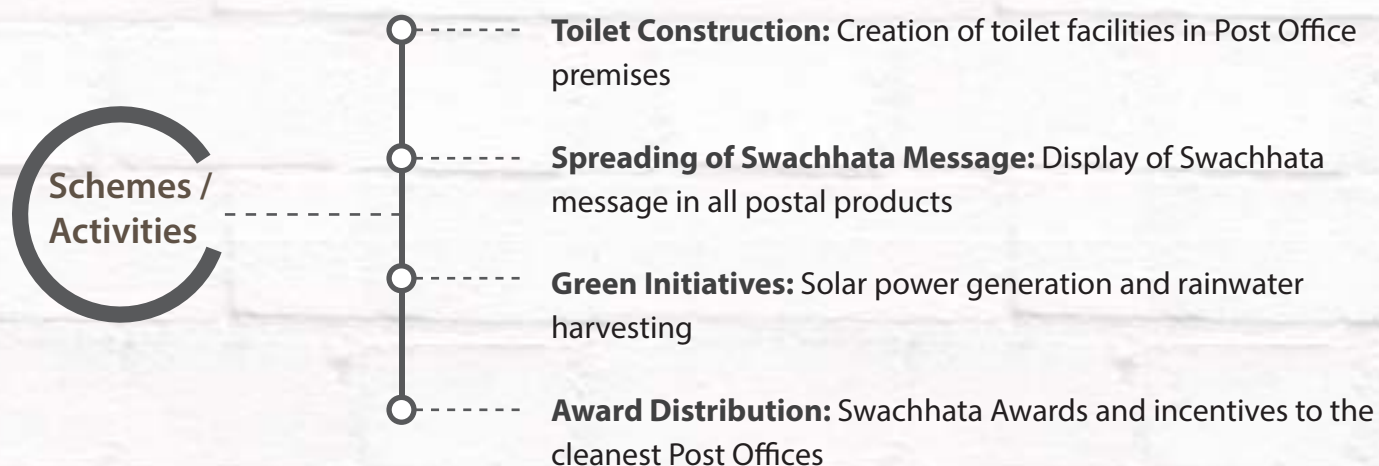 Schemes /
Activities
Toilet Construction: Creation of toilet facilities in Post Office
premises
Spreading of Swachhata Message: Display of Swachhata
message in all postal products
Green Initiatives: Solar power generation and rainwater
harvesting
Award Distribution: Swachhata Awards and incentives to the
cleanest Post Offices